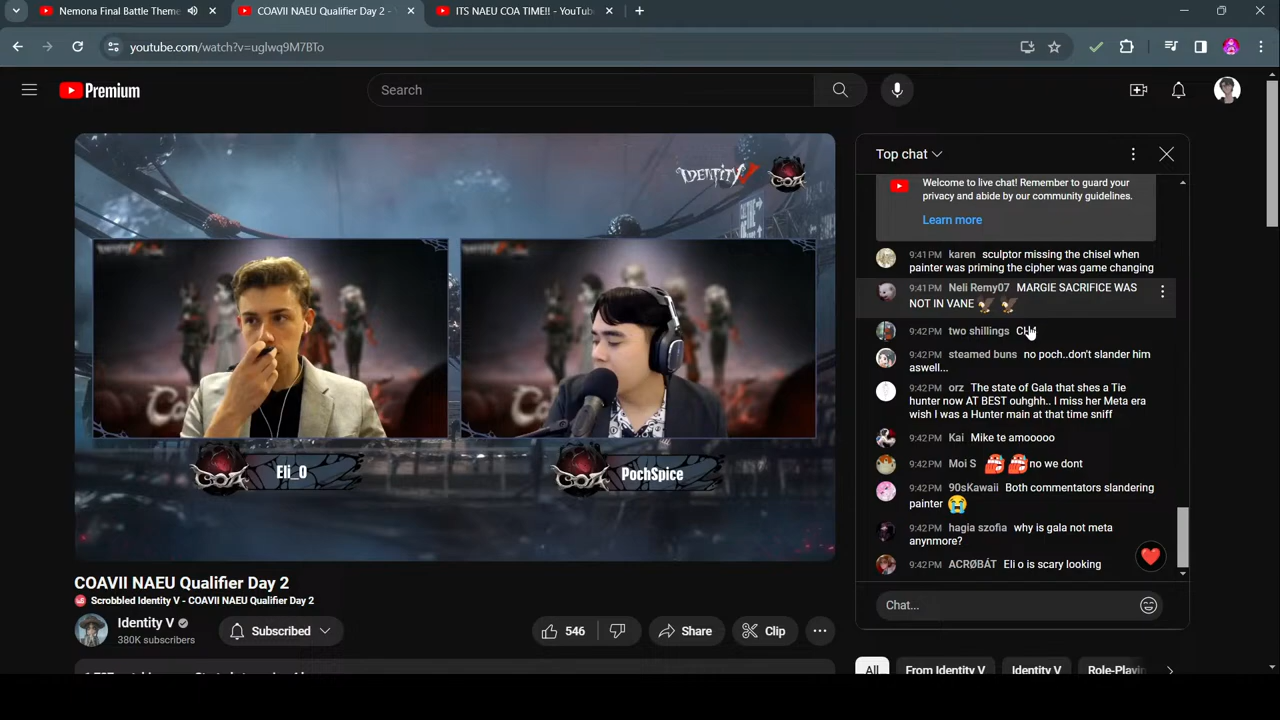 Nemona Final Battle Theme
COAVII NAEU Qualifier Day 2 -
ITS NAEU COA TIME!! - YouTub
youtube.com/watch?v=uglwq9M7BTo
Premium
Search
IDENTITY V
COA
Eli_O
PochSpice
COA
COA
COAVII NAEU Qualifier Day 2
Scrobbled Identity V - COAVII NAEU Qualifier Day 2
Identity V
380K subscribers
Subscribed
546
Share
Clip
Top chat
Welcome to live chat! Remember to guard your
privacy and abide by our community guidelines.
Learn more
9:41 PM karen sculptor missing the chisel when
painter was priming the cipher was game changing
9:41 PM Neli Remy07 MARGIE SACRIFICE WAS
NOT IN VANE 🦅 🦅
9:42 PM two shillings
9:42 PM steamed buns no poch..don't slander him
aswell...
9:42 PM orz The state of Gala that shes a Tie
hunter now AT BEST oughgh.. I miss her Meta era
wish I was a Hunter main at that time sniff
9:42 PM Kai Mike te amooooo
9:42 PM Moi S no we dont
9:42 PM 90sKawaii Both commentators slandering
painter 😭
9:42 PM hagia szofia why is gala not meta
anynmore?
9:42 PM ACRØBÁT Eli o is scary looking
Chat...
All
From Identity V
Identity V